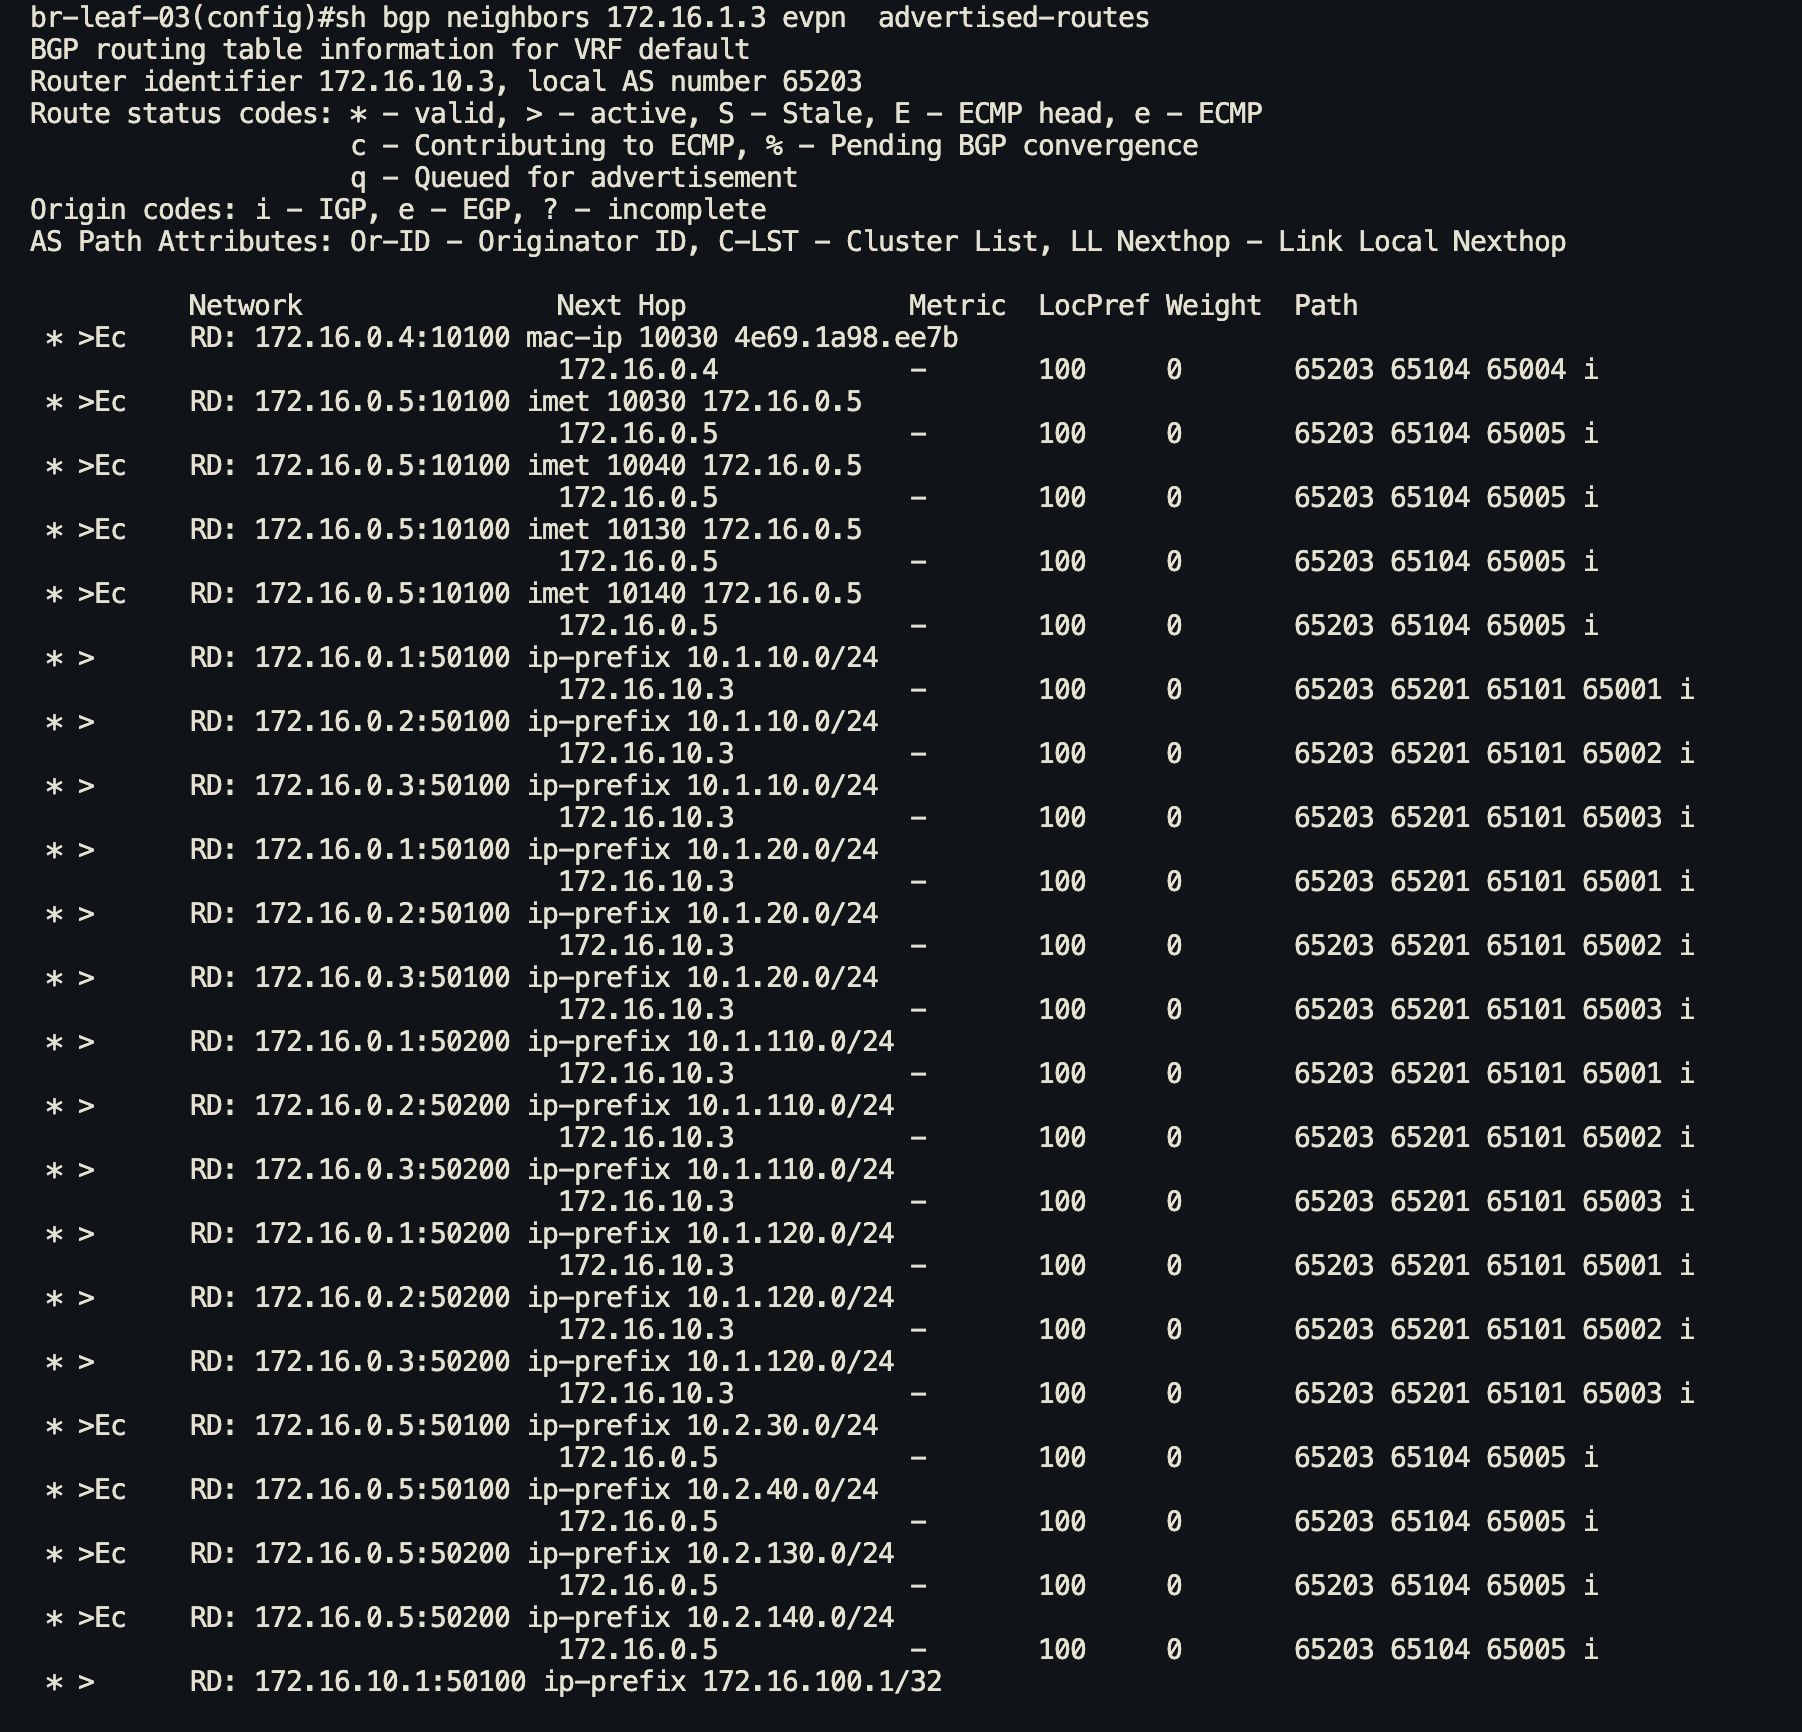 br-leaf-03(config)#sh bgp neighbors 172.16.1.3 evpn  advertised-routes
BGP routing table information for VRF default
Router identifier 172.16.10.3, local AS number 65203
Route status codes: * - valid, > - active, S - Stale, E - ECMP head, e - ECMP
                    c - Contributing to ECMP, % - Pending BGP convergence
                    q - Queued for advertisement
Origin codes: i - IGP, e - EGP, ? - incomplete
AS Path Attributes: Or-ID - Originator ID, C-LST - Cluster List, LL Nexthop - Link Local Nexthop

          Network                Next Hop              Metric  LocPref Weight  Path
 * >Ec    RD: 172.16.0.4:10100 mac-ip 10030 4e69.1a98.ee7b
                                 172.16.0.4            -       100     0       65203 65104 65004 i
 * >Ec    RD: 172.16.0.5:10100 imet 10030 172.16.0.5
                                 172.16.0.5            -       100     0       65203 65104 65005 i
 * >Ec    RD: 172.16.0.5:10100 imet 10040 172.16.0.5
                                 172.16.0.5            -       100     0       65203 65104 65005 i
 * >Ec    RD: 172.16.0.5:10100 imet 10130 172.16.0.5
                                 172.16.0.5            -       100     0       65203 65104 65005 i
 * >Ec    RD: 172.16.0.5:10100 imet 10140 172.16.0.5
                                 172.16.0.5            -       100     0       65203 65104 65005 i
 * >      RD: 172.16.0.1:50100 ip-prefix 10.1.10.0/24
                                 172.16.10.3           -       100     0       65203 65201 65101 65001 i
 * >      RD: 172.16.0.2:50100 ip-prefix 10.1.10.0/24
                                 172.16.10.3           -       100     0       65203 65201 65101 65002 i
 * >      RD: 172.16.0.3:50100 ip-prefix 10.1.10.0/24
                                 172.16.10.3           -       100     0       65203 65201 65101 65003 i
 * >      RD: 172.16.0.1:50100 ip-prefix 10.1.20.0/24
                                 172.16.10.3           -       100     0       65203 65201 65101 65001 i
 * >      RD: 172.16.0.2:50100 ip-prefix 10.1.20.0/24
                                 172.16.10.3           -       100     0       65203 65201 65101 65002 i
 * >      RD: 172.16.0.3:50100 ip-prefix 10.1.20.0/24
                                 172.16.10.3           -       100     0       65203 65201 65101 65003 i
 * >      RD: 172.16.0.1:50200 ip-prefix 10.1.110.0/24
                                 172.16.10.3           -       100     0       65203 65201 65101 65001 i
 * >      RD: 172.16.0.2:50200 ip-prefix 10.1.110.0/24
                                 172.16.10.3           -       100     0       65203 65201 65101 65002 i
 * >      RD: 172.16.0.3:50200 ip-prefix 10.1.110.0/24
                                 172.16.10.3           -       100     0       65203 65201 65101 65003 i
 * >      RD: 172.16.0.1:50200 ip-prefix 10.1.120.0/24
                                 172.16.10.3           -       100     0       65203 65201 65101 65001 i
 * >      RD: 172.16.0.2:50200 ip-prefix 10.1.120.0/24
                                 172.16.10.3           -       100     0       65203 65201 65101 65002 i
 * >      RD: 172.16.0.3:50200 ip-prefix 10.1.120.0/24
                                 172.16.10.3           -       100     0       65203 65201 65101 65003 i
 * >Ec    RD: 172.16.0.5:50100 ip-prefix 10.2.30.0/24
                                 172.16.0.5            -       100     0       65203 65104 65005 i
 * >Ec    RD: 172.16.0.5:50100 ip-prefix 10.2.40.0/24
                                 172.16.0.5            -       100     0       65203 65104 65005 i
 * >Ec    RD: 172.16.0.5:50200 ip-prefix 10.2.130.0/24
                                 172.16.0.5            -       100     0       65203 65104 65005 i
 * >Ec    RD: 172.16.0.5:50200 ip-prefix 10.2.140.0/24
                                 172.16.0.5            -       100     0       65203 65104 65005 i
 * >      RD: 172.16.10.1:50100 ip-prefix 172.16.100.1/32